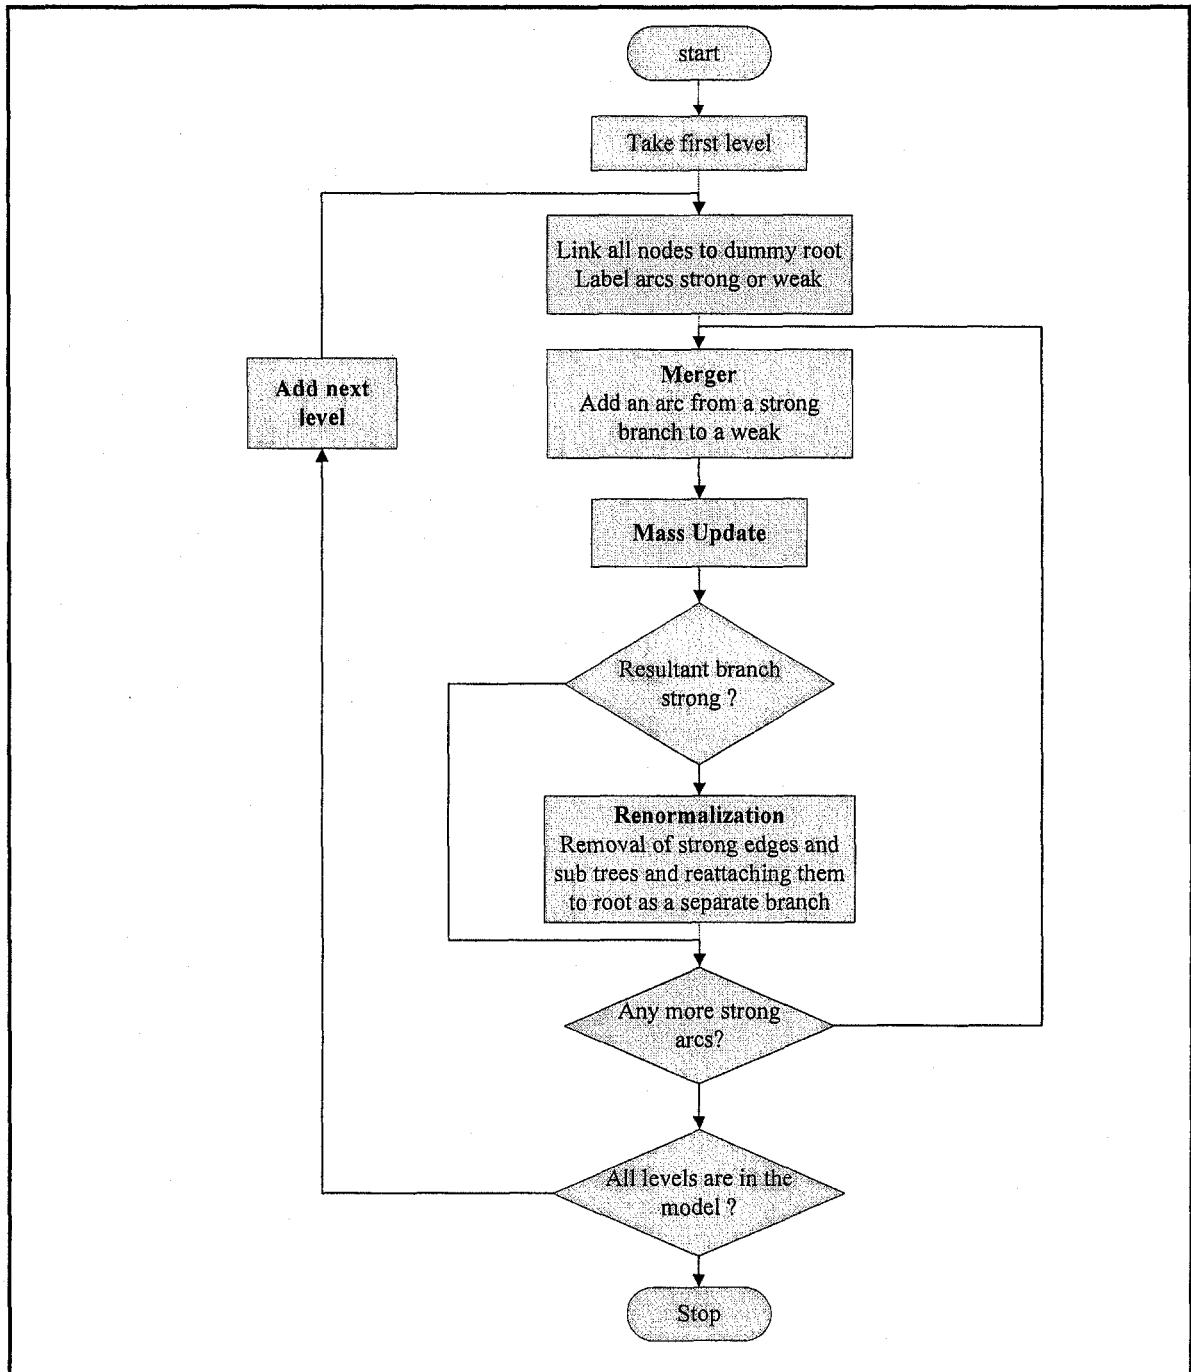 start
Take first level
Link all nodes to dummy root
Label arcs strong or weak
Add next
level
Merger
Add an arc from a strong
branch to a weak
Mass Update
Resultant branch
strong ?
Renormalization
Removal of strong edges and
sub trees and reattaching them
to root as a separate branch
Any more strong
arcs?
All levels are in the
model ?
Stop